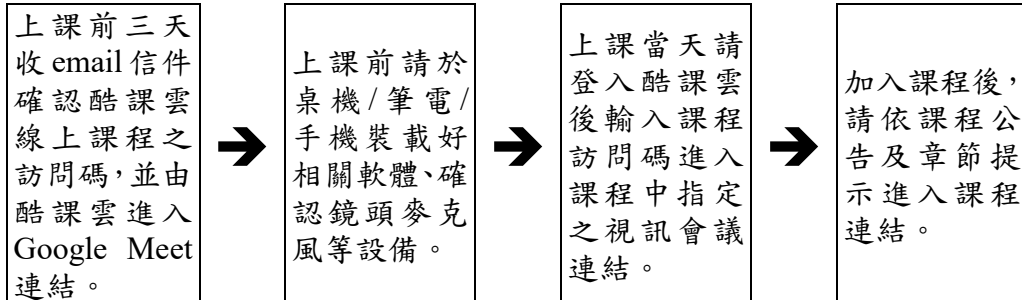 上課前三天
收 email 信件
確認酷課雲
線上課程之
訪問碼，並由
酷課雲進入
Google Meet
連結。
上課前請於
桌機/筆電/
手機裝載好
相關軟體、確
認鏡頭麥克
風等設備。
上課當天請
登入酷課雲
後輸入課程
訪問碼進入
課程中指定
之視訊會議
連結。
加入課程後，
請依課程公
告及章節提
示進入課程
連結。